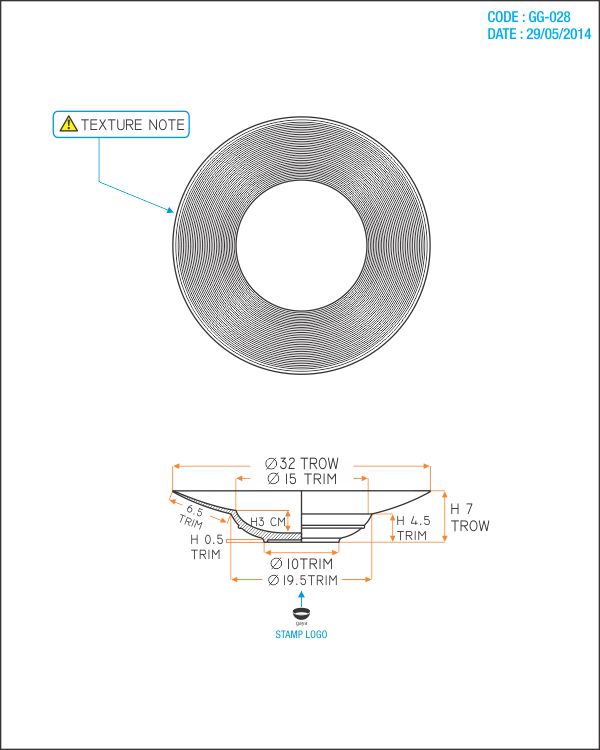 CODE : GG-028
DATE : 29/05/2014
TEXTURE NOTE
Ø32 TROW
Ø15 TRIM
6.5
TRIM
H3 CM
H 4.5
TRIM
H 7
TROW
H 0.5
TRIM
Ø10TRIM
Ø19.5TRIM
gaya
STAMP LOGO